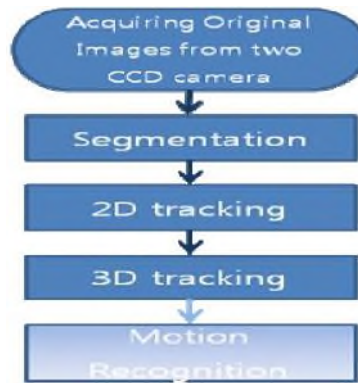 Acquiring Original
Images from two
CCD camera
Segmentation
2D tracking
3D tracking
Motion
Recognition